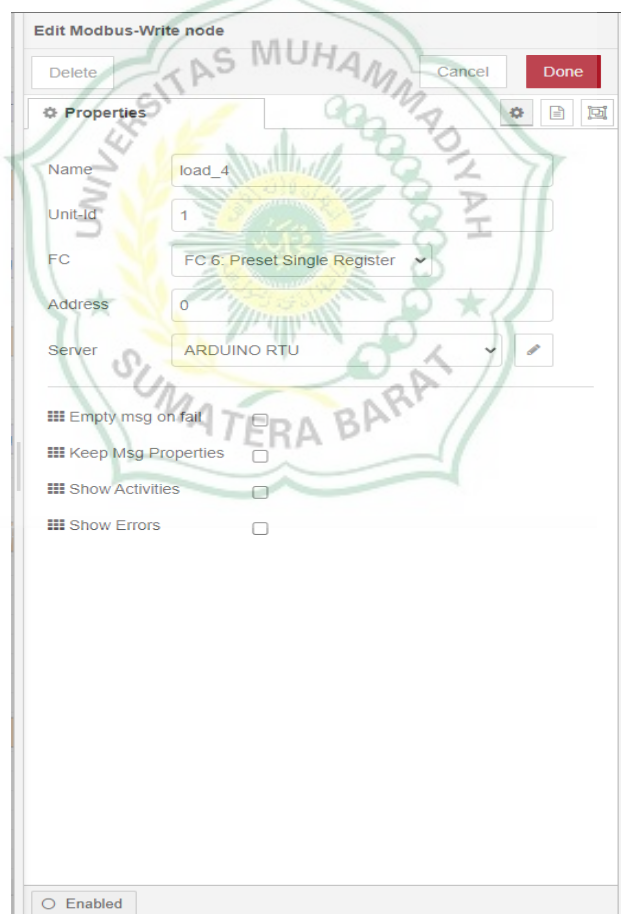 Edit Modbus-Write node
Delete
Cancel
Done
Properties
Name
load_4
Unit-Id
1
FC
FC 6: Preset Single Register
Address
0
Server
ARDUINO RTU
Empty msg on fail
Keep Msg Properties
Show Activities
Show Errors
Enabled
UNIVERSITAS MUHAMMADIYAH
SUMATERA BARAT